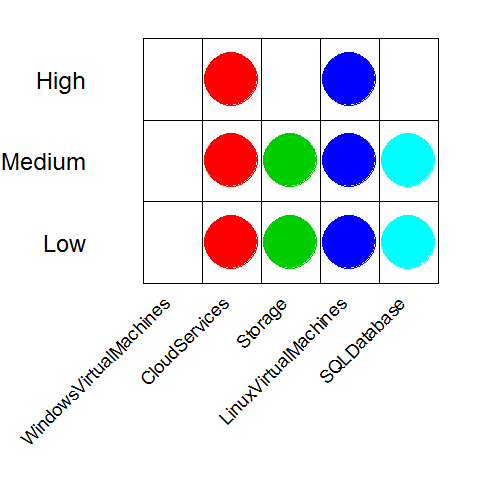 High
Medium
Low
WindowsVirtualMachines
CloudServices
Storage
LinuxVirtualMachines
SQLDatabase